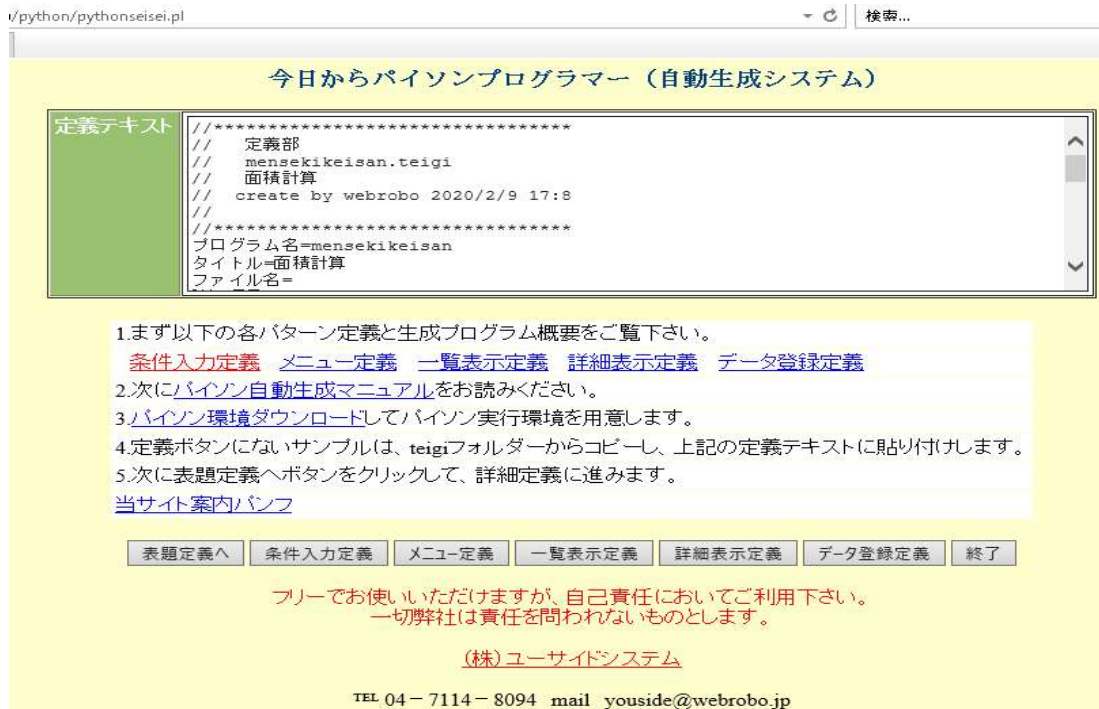 /python/pythonseisei.pl
検索...
今日からパイソンプログラマー（自動生成システム）
定義テキスト
//*********************************
// 定義部
// mensekikeisan.teigi
// 面積計算
// create by webrobo 2020/2/9 17:8
//
//*********************************
プログラム名=mensekikeisan
タイトル=面積計算
ファイル名=
1.まず以下の各パターン定義と生成プログラム概要をご覧下さい。
条件入力定義 メニュー定義 一覧表示定義 詳細表示定義 データ登録定義
2.次にパイソン自動生成マニュアルをお読みください。
3.パイソン環境ダウンロードしてパイソン実行環境を用意します。
4.定義ボタンにないサンプルは、teigiフォルダーからコピーし、上記の定義テキストに貼り付けします。
5.次に表題定義へボタンをクリックして、詳細定義に進みます。
当サイト案内パンフ
表題定義へ 条件入力定義 メニュー定義 一覧表示定義 詳細表示定義 データ登録定義 終了
フリーでお使いいただけますが、自己責任においてご利用下さい。
一切弊社は責任を問われないものとします。
(株)ユーサイドシステム
TEL 04－7114－8094 mail youside@webrobo.jp